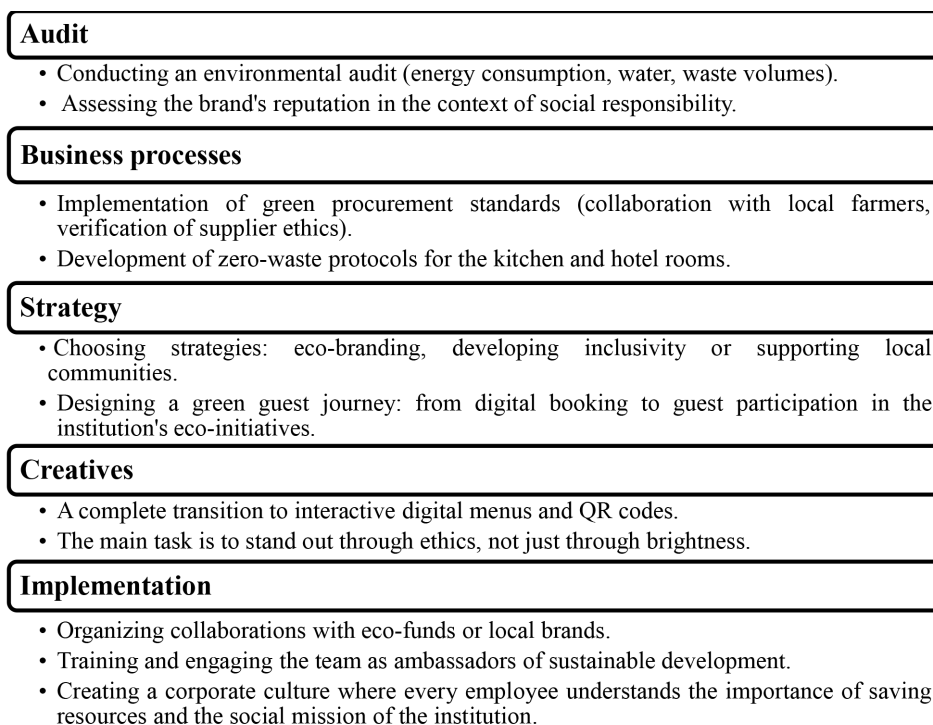 Audit
• Conducting an environmental audit (energy consumption, water, waste volumes).
• Assessing the brand's reputation in the context of social responsibility.
Business processes
• Implementation of green procurement standards (collaboration with local farmers,
verification of supplier ethics).
• Development of zero-waste protocols for the kitchen and hotel rooms.
Strategy
• Choosing strategies: eco-branding, developing inclusivity or supporting local
communities.
• Designing a green guest journey: from digital booking to guest participation in the
institution's eco-initiatives.
Creatives
• A complete transition to interactive digital menus and QR codes.
• The main task is to stand out through ethics, not just through brightness.
Implementation
• Organizing collaborations with eco-funds or local brands.
• Training and engaging the team as ambassadors of sustainable development.
• Creating a corporate culture where every employee understands the importance of saving
resources and the social mission of the institution.